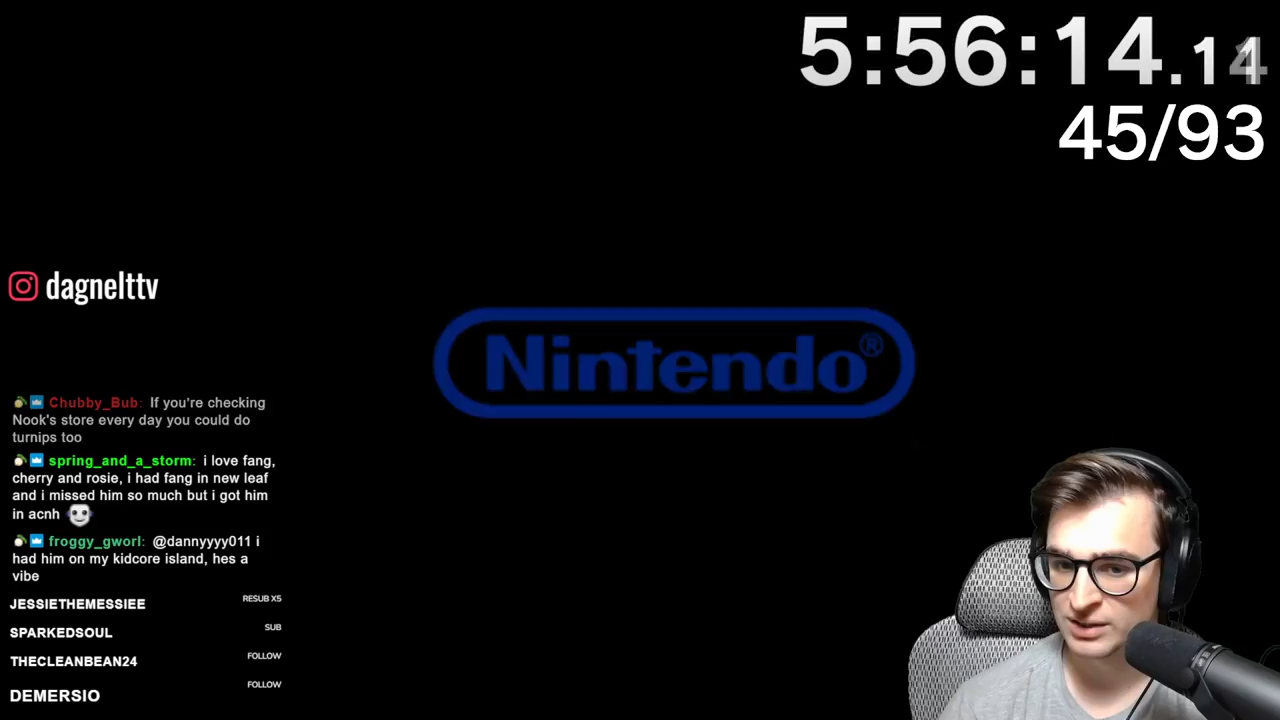 5:56:14.14
45/93
dagnelttv
Nintendo®
Chubby_Bub: If you're checking
Nook's store every day you could do
turnips too
spring_and_a_storm: i love fang,
cherry and rosie, i had fang in new leaf
and i missed him so much but i got him
in acnh
froggy_gworl: @dannyyyy011 i
had him on my kidcore island, hes a
vibe
JESSIETHEMESSIEE RESUB X5
SPARKEDSOUL SUB
THECLEANBEAN24 FOLLOW
DEMERSIO FOLLOW